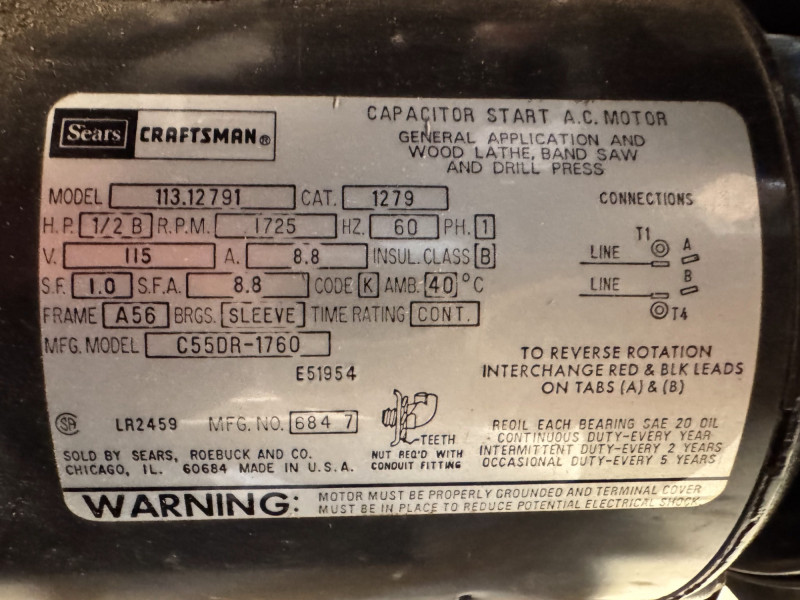 Sears CRAFTSMAN®
CAPACITOR START A.C. MOTOR
GENERAL APPLICATION AND
WOOD LATHE, BAND SAW
AND DRILL PRESS
MODEL 113.12791 CAT. 1279
H.P. 1/2 B R.P.M. 1725 HZ. 60 PH. 1
V. 115 A. 8.8 INSUL. CLASS B
S.F. 1.0 S.F.A. 8.8 CODE K AMB. 40 °C
FRAME A56 BRGS. SLEEVE TIME RATING CONT.
MFG. MODEL C55DR-1760
E51954
CONNECTIONS
T1
LINE A
LINE B
T4
TO REVERSE ROTATION
INTERCHANGE RED & BLK LEADS
ON TABS (A) & (B)
SA LR2459 MFG. NO. 684 7
TEETH
NUT REQ'D WITH
CONDUIT FITTING
SOLD BY SEARS, ROEBUCK AND CO.
CHICAGO, IL. 60684 MADE IN U.S.A.
REOIL EACH BEARING SAE 20 OIL
CONTINUOUS DUTY-EVERY YEAR
INTERMITTENT DUTY-EVERY 2 YEARS
OCCASIONAL DUTY-EVERY 5 YEARS
WARNING: MOTOR MUST BE PROPERLY GROUNDED AND TERMINAL COVER
MUST BE IN PLACE TO REDUCE POTENTIAL ELECTRICAL SHOCK.